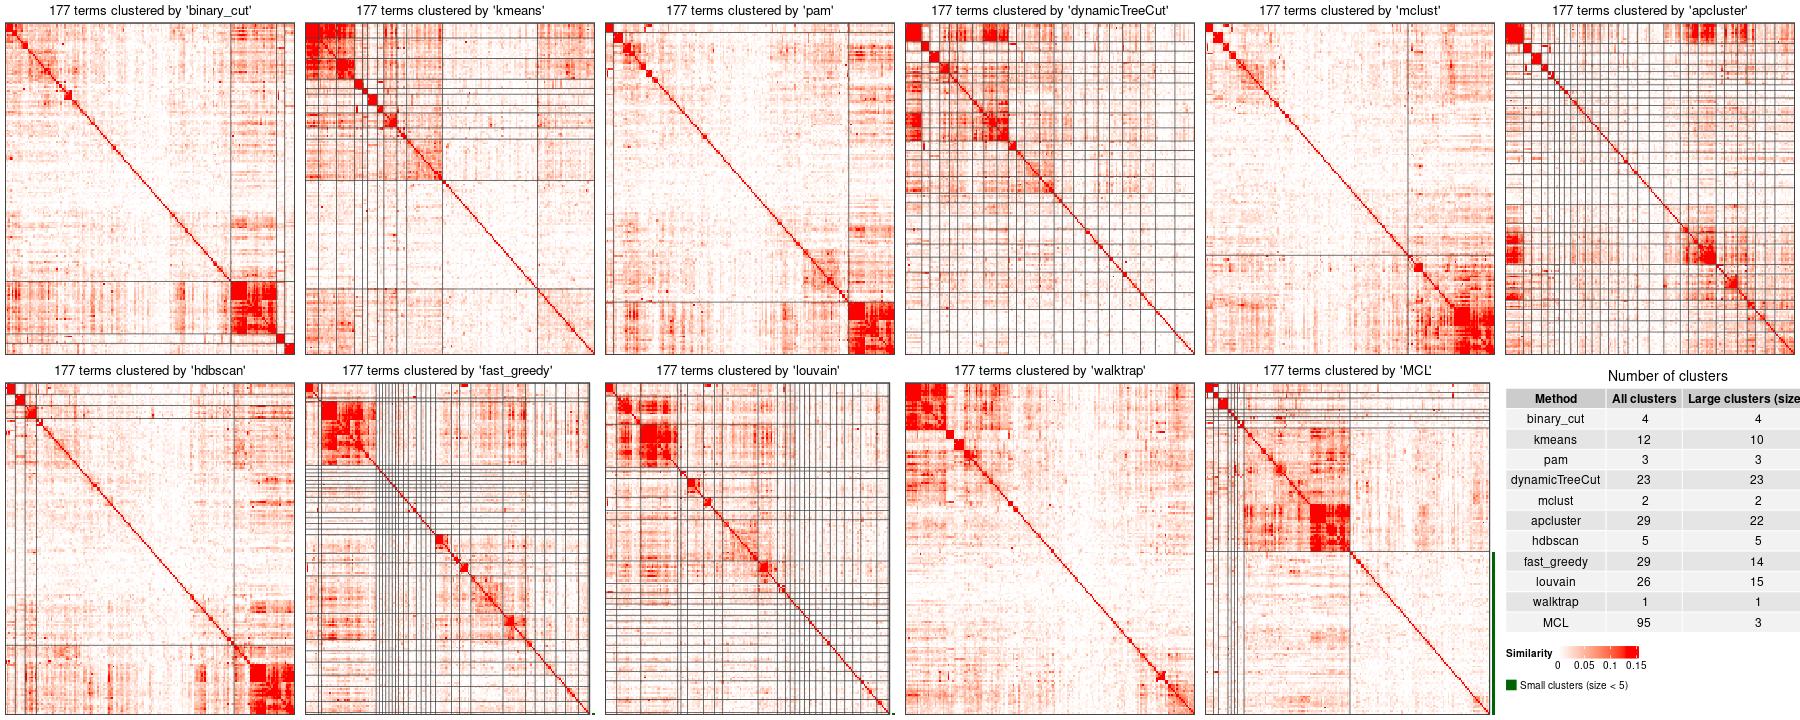 177 terms clustered by 'binary_cut'
177 terms clustered by 'kmeans'
177 terms clustered by 'pam'
177 terms clustered by 'dynamicTreeCut'
177 terms clustered by 'mclust'
177 terms clustered by 'apcluster'
177 terms clustered by 'hdbscan'
177 terms clustered by 'fast_greedy'
177 terms clustered by 'louvain'
177 terms clustered by 'walktrap'
177 terms clustered by 'MCL'
Number of clusters
Method All clusters Large clusters (size
binary_cut 4 4
kmeans 12 10
pam 3 3
dynamicTreeCut 23 23
mclust 2 2
apcluster 29 22
hdbscan 5 5
fast_greedy 29 14
louvain 26 15
walktrap 1 1
MCL 95 3
Similarity
0 0.05 0.1 0.15
Small clusters (size < 5)